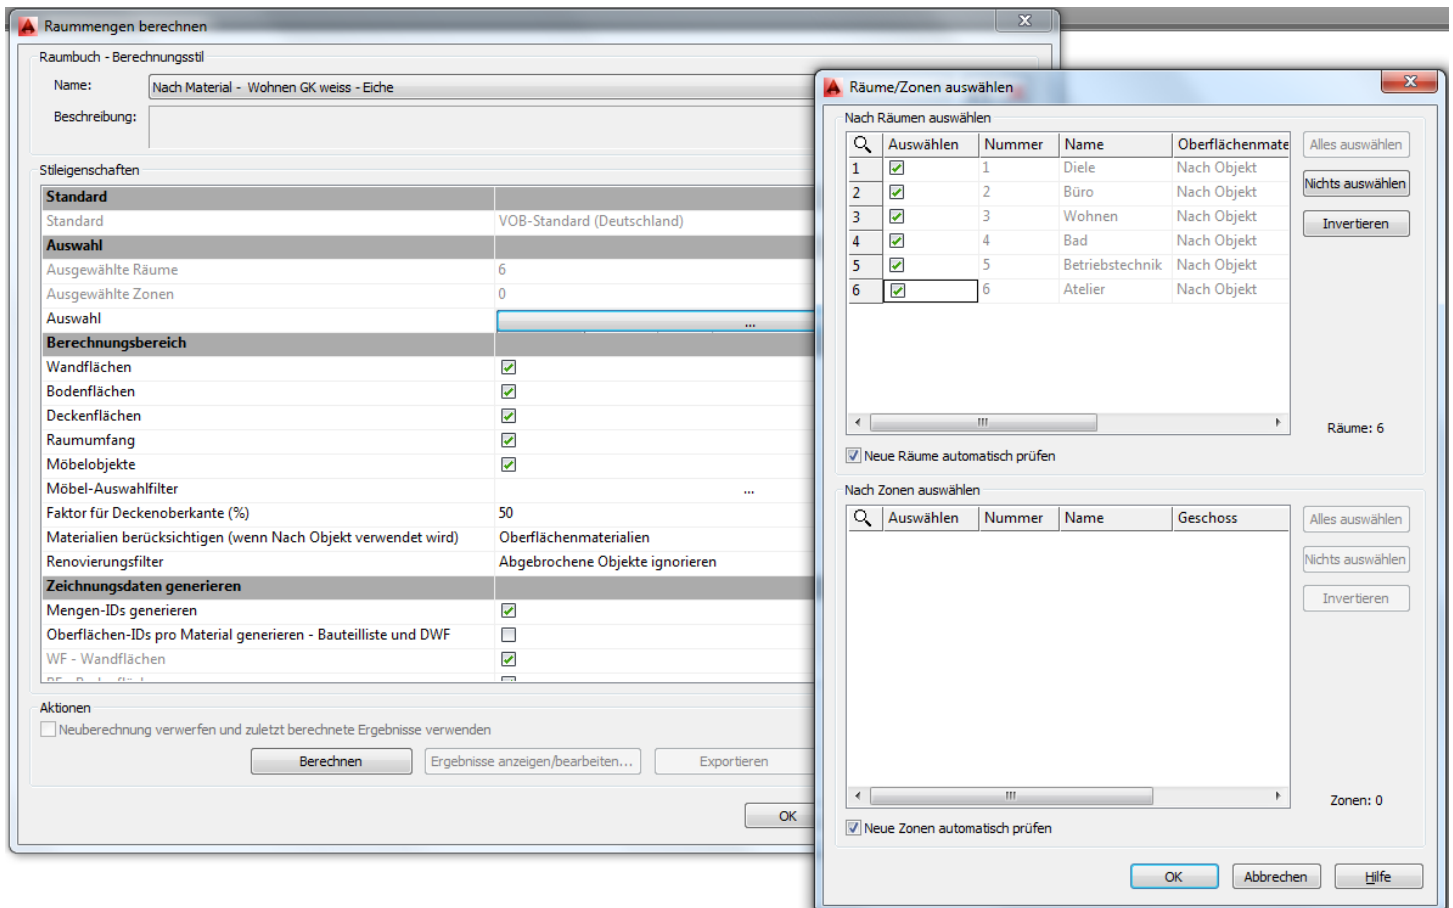 Raummengen berechnen
Raumbuch - Berechnungsstil
Name:
Nach Material - Wohnen GK weiss - Eiche
Beschreibung:
Stileigenschaften
Standard
Standard VOB-Standard (Deutschland)
Auswahl
Ausgewählte Räume 6
Ausgewählte Zonen 0
Auswahl ...
Berechnungsbereich
Wandflächen
Bodenflächen
Deckenflächen
Raumumfang
Möbelobjekte
Möbel-Auswahlfilter ...
Faktor für Deckenoberkante (%) 50
Materialien berücksichtigen (wenn Nach Objekt verwendet wird) Oberflächenmaterialien
Renovierungsfilter Abgebrochene Objekte ignorieren
Zeichnungsdaten generieren
Mengen-IDs generieren
Oberflächen-IDs pro Material generieren - Bauteilliste und DWF
WF - Wandflächen
Aktionen
Neuberechnung verwerfen und zuletzt berechnete Ergebnisse verwenden
Berechnen Ergebnisse anzeigen/bearbeiten... Exportieren
OK
Räume/Zonen auswählen
Nach Räumen auswählen
Auswählen Nummer Name Oberflächenmate
1 1 Diele Nach Objekt
2 2 Büro Nach Objekt
3 3 Wohnen Nach Objekt
4 4 Bad Nach Objekt
5 5 Betriebstechnik Nach Objekt
6 6 Atelier Nach Objekt
Alles auswählen
Nichts auswählen
Invertieren
Räume: 6
Neue Räume automatisch prüfen
Nach Zonen auswählen
Auswählen Nummer Name Geschoss
Alles auswählen
Nichts auswählen
Invertieren
Zonen: 0
Neue Zonen automatisch prüfen
OK Abbrechen Hilfe